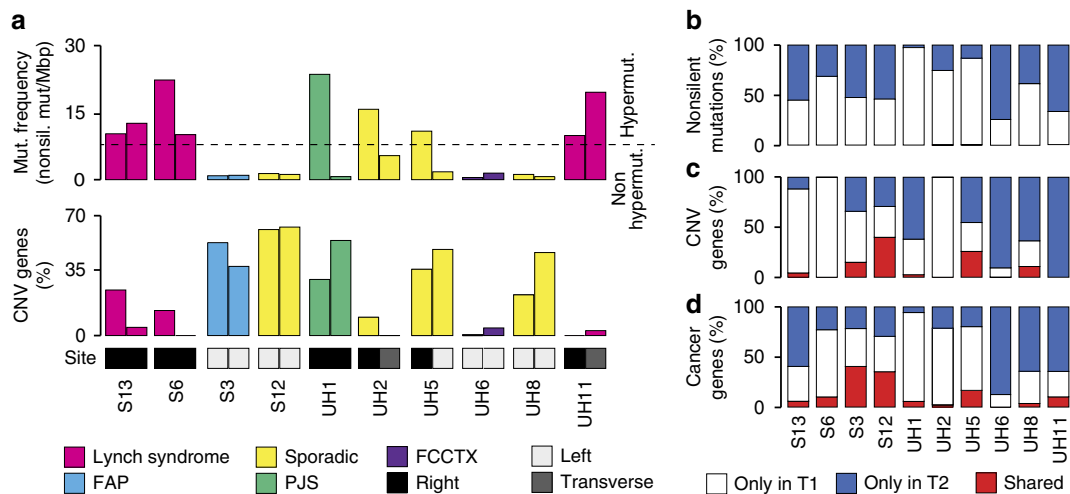 a
Mut. frequency
(nonsil. mut/Mbp)
30
15
0
Hypermut.
Non
hypermut.
CNV genes
(%)
70
35
0
Site
S13
S6
S3
S12
UH1
UH2
UH5
UH6
UH8
UH11
Lynch syndrome
Sporadic
FCCTX
Left
FAP
PJS
Right
Transverse
b
Nonsilent
mutations (%)
100
50
0
c
CNV
genes (%)
100
50
0
d
Cancer
genes (%)
100
50
0
S13
S6
S3
S12
UH1
UH2
UH5
UH6
UH8
UH11
Only in T1
Only in T2
Shared